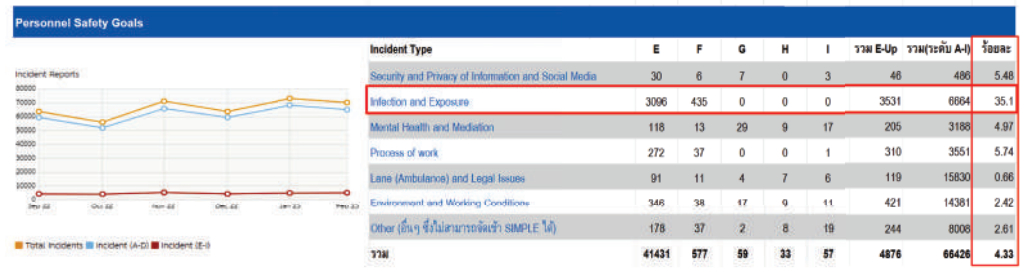 Personnel Safety Goals
Incident Type E F G H I รวม E-Up รวม(ระดับ A-I) ร้อยละ
Security and Privacy of Information and Social Media 30 6 7 0 3 46 486 5.48
Infection and Exposure 3096 435 0 0 0 3531 6664 35.1
Mental Health and Mediation 118 13 29 9 17 205 3188 4.97
Process of work 272 37 0 0 1 310 3551 5.74
Lane (Ambulance) and Legal Issues 91 11 4 7 6 119 15830 0.66
Environment and Working Conditions 346 38 17 9 11 421 14381 2.42
Other (อื่นๆ ซึ่งไม่สามารถจัดเข้า SIMPLE ได้) 178 37 2 8 19 244 8008 2.61
รวม 41431 577 59 33 57 4876 66426 4.33
Incident Reports
80000
70000
60000
50000
40000
30000
20000
10000
0
Total Incidents Incident (A-D) Incident (E-I)